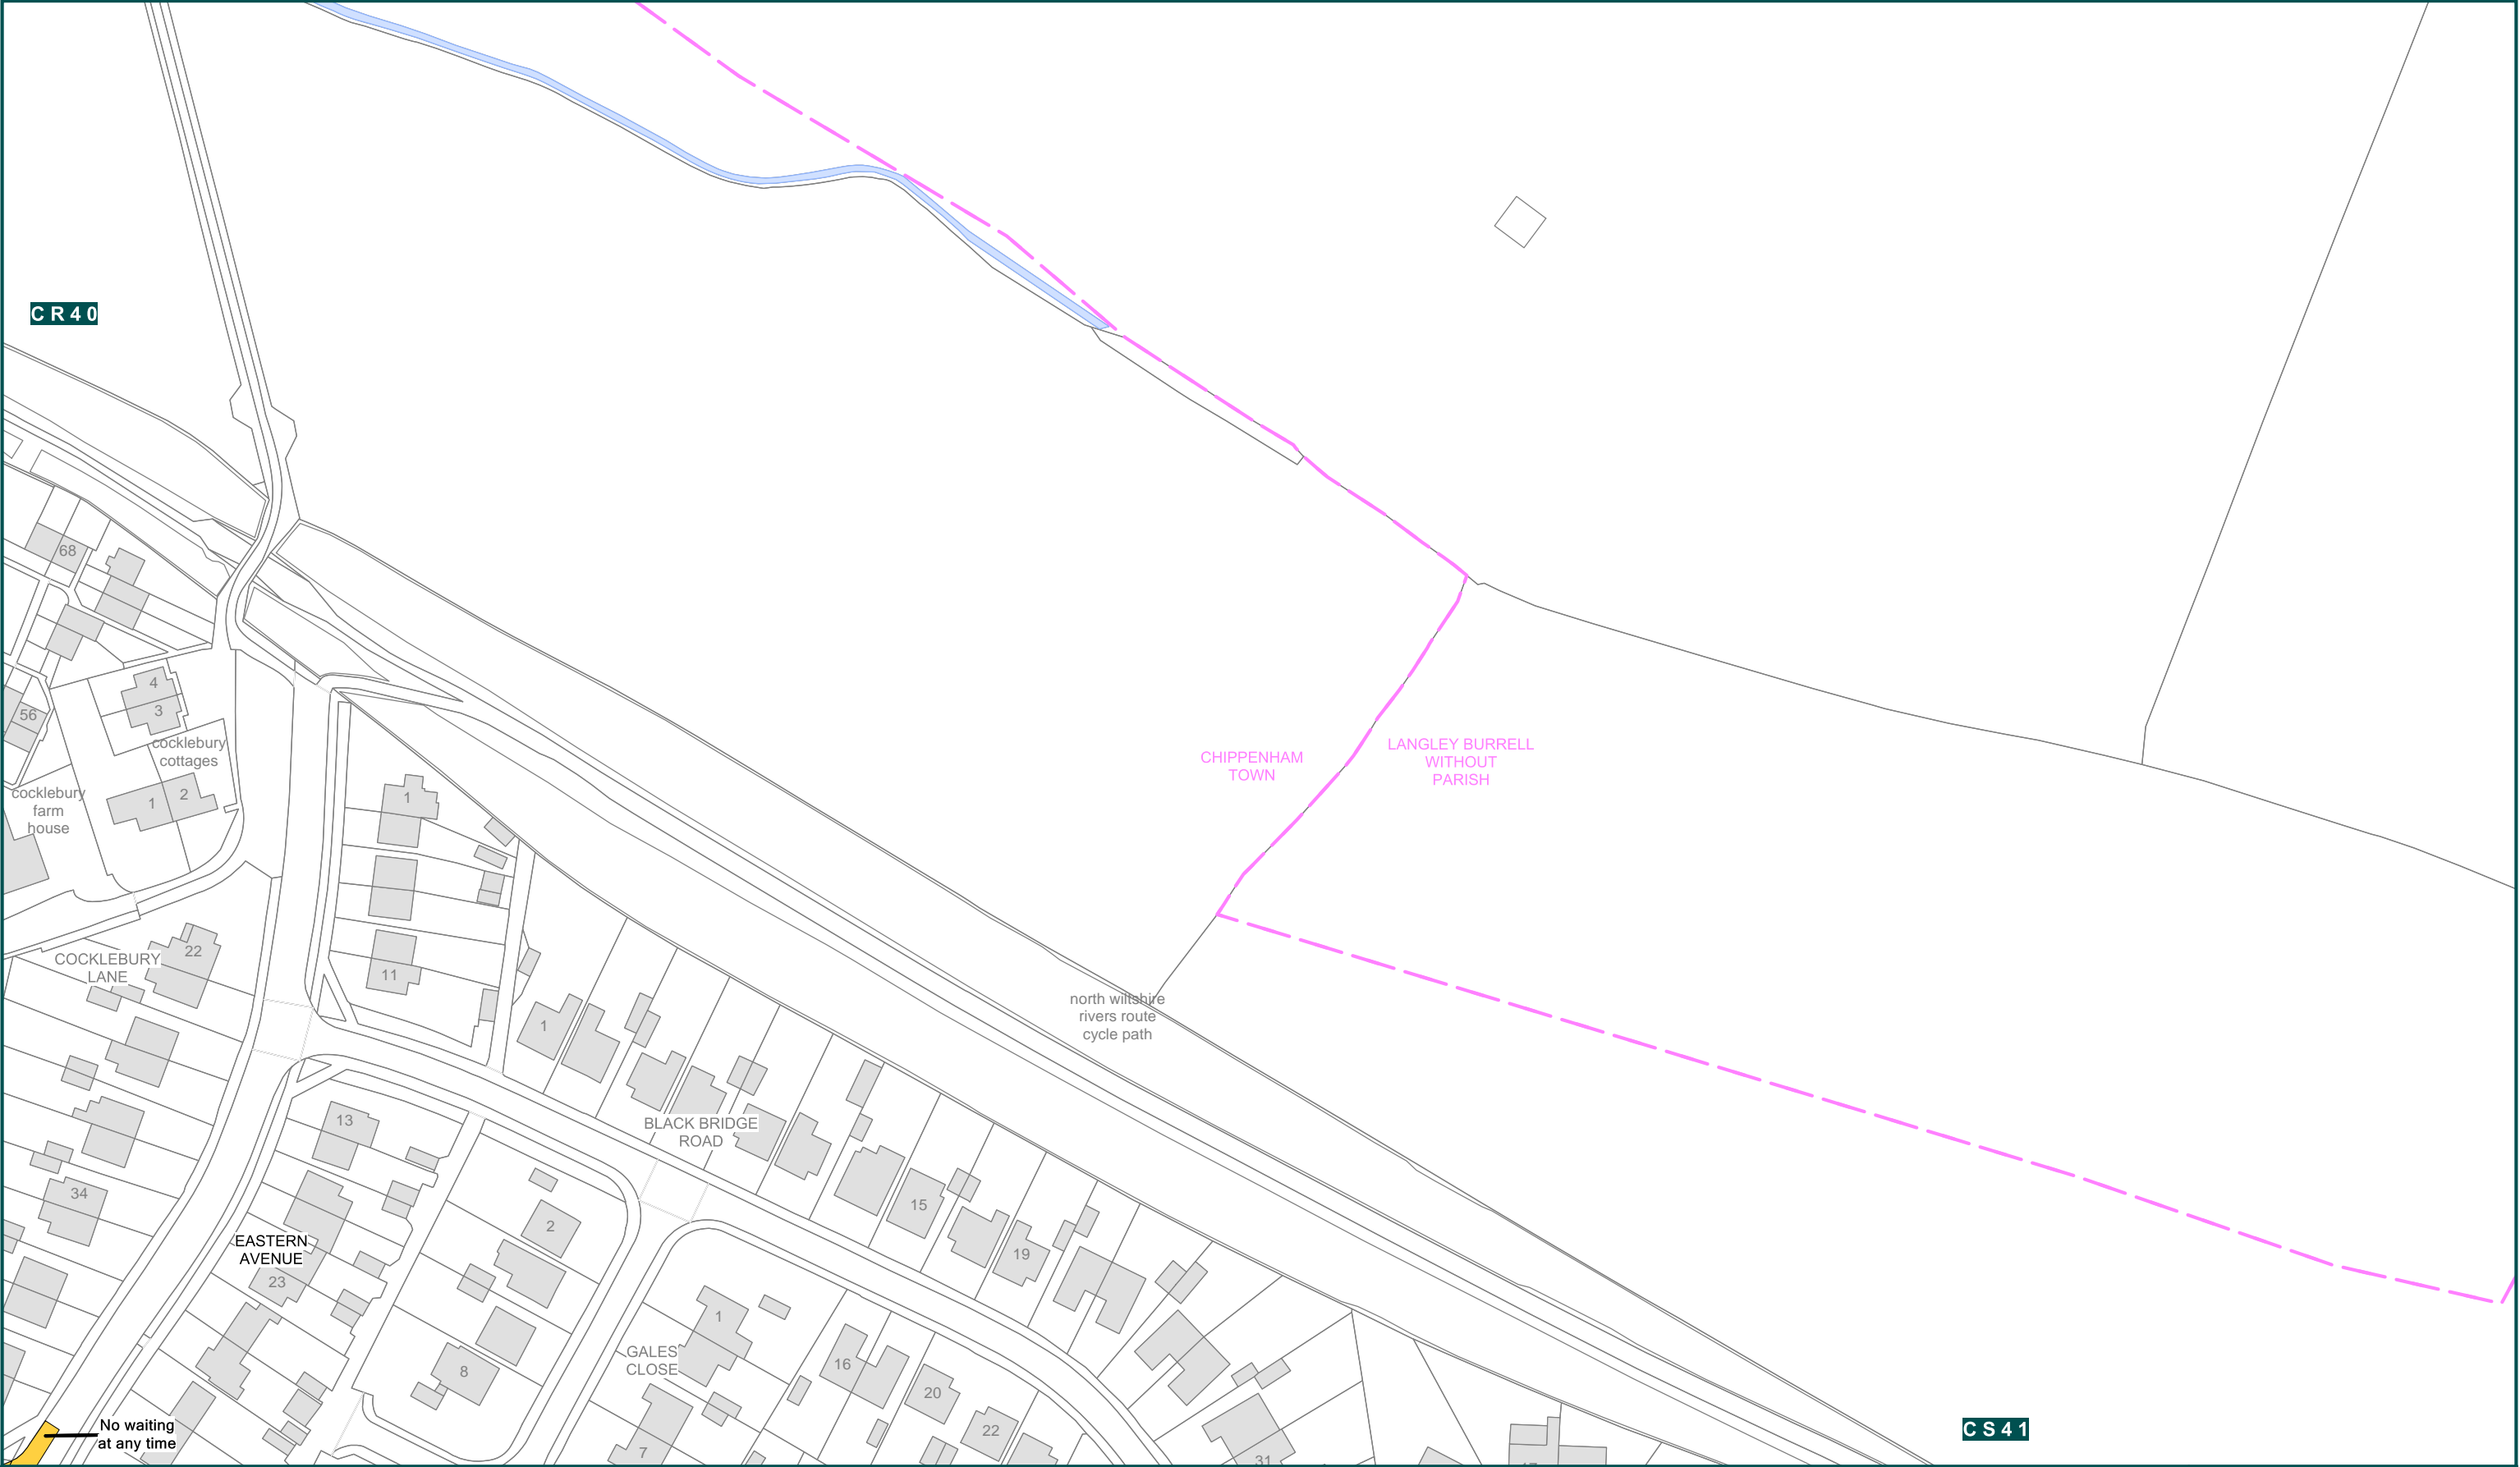 CR40
68
4
3
56
cocklebury
cottages
1
2
cocklebury
farm
house
1
CHIPPENHAM
TOWN
LANGLEY BURRELL
WITHOUT
PARISH
22
COCKLEBURY
LANE
11
1
north wiltshire
rivers route
cycle path
13
BLACK BRIDGE
ROAD
34
15
2
EASTERN
AVENUE
23
19
1
GALES
CLOSE
8
16
20
22
No waiting
at any time
7
31
CS41